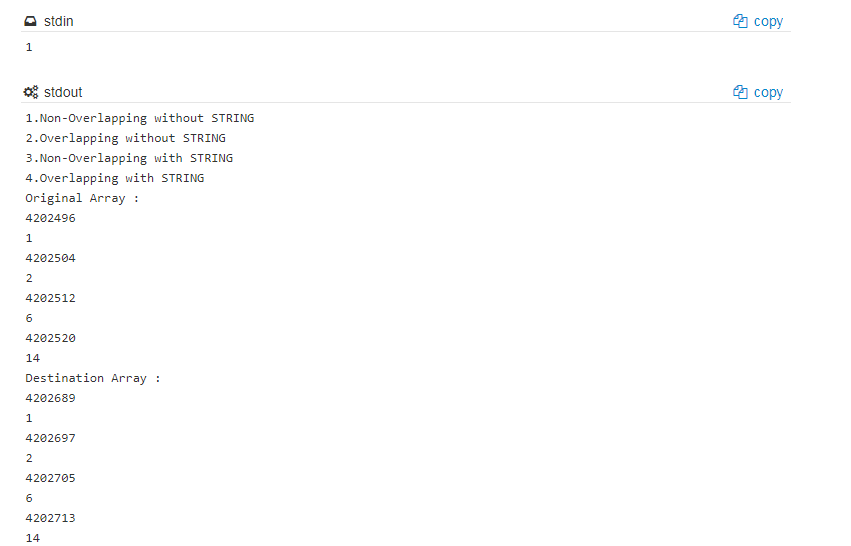 stdin copy
1
stdout copy
1.Non-Overlapping without STRING
2.Overlapping without STRING
3.Non-Overlapping with STRING
4.Overlapping with STRING
Original Array :
4202496
1
4202504
2
4202512
6
4202520
14
Destination Array :
4202689
1
4202697
2
4202705
6
4202713
14